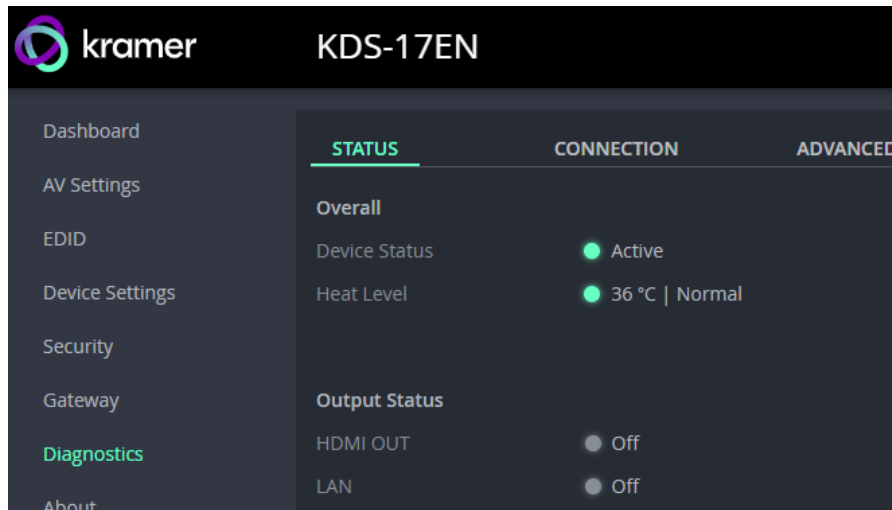 kramer KDS-17EN
Dashboard
AV Settings
EDID
Device Settings
Security
Gateway
Diagnostics
About
STATUS CONNECTION ADVANCED
Overall
Device Status Active
Heat Level 36 °C | Normal
Output Status
HDMI OUT Off
LAN Off